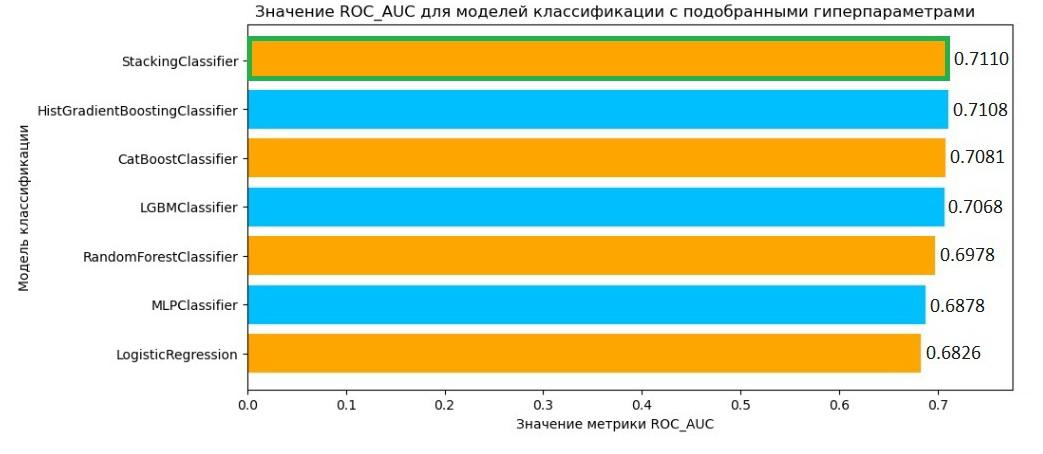 Значение ROC_AUC для моделей классификации с подобранными гиперпараметрами
Модель классификации
StackingClassifier 0.7110
HistGradientBoostingClassifier 0.7108
CatBoostClassifier 0.7081
LGBMClassifier 0.7068
RandomForestClassifier 0.6978
MLPClassifier 0.6878
LogisticRegression 0.6826
0.0 0.1 0.2 0.3 0.4 0.5 0.6 0.7
Значение метрики ROC_AUC